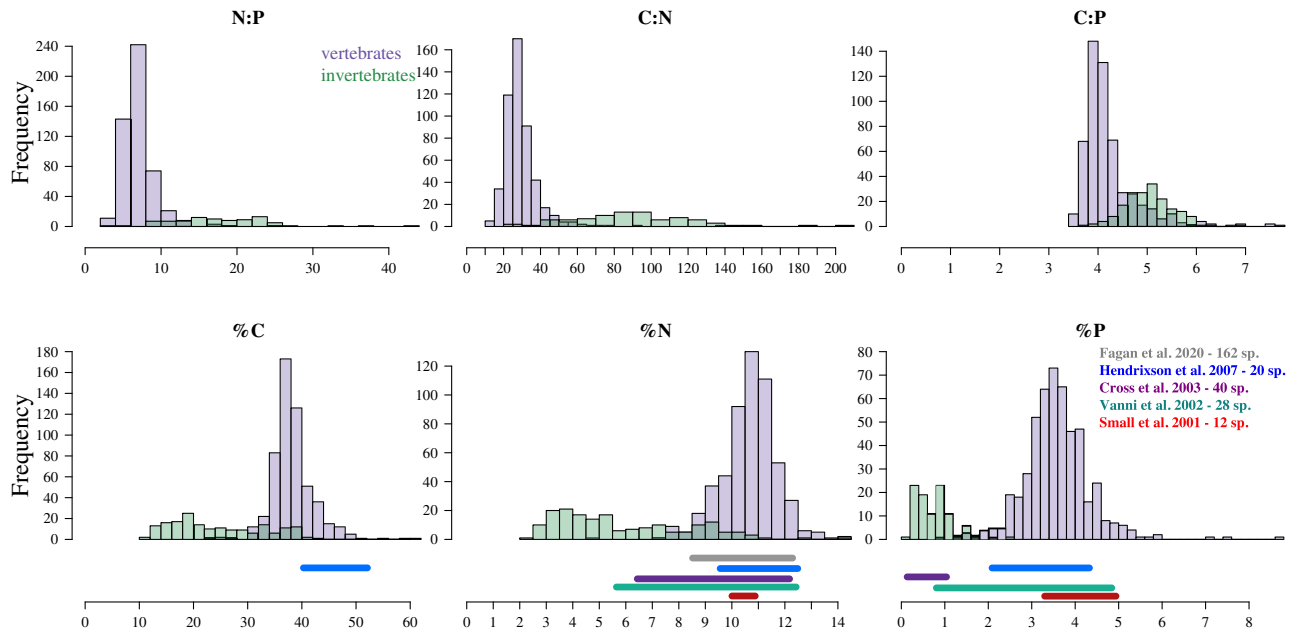 N:P
C:N
C:P
vertebrates
invertebrates
Frequency
240
200
160
120
80
40
0
0 10 20 30 40
160
140
120
100
80
60
40
20
0
0 20 40 60 80 100 120 140 160 180 200 210
140
120
100
80
60
40
20
0
0 1 2 3 4 5 6 7
%C
%N
%P
Frequency
180
160
140
120
100
80
60
40
20
0
0 10 20 30 40 50 60
120
100
80
60
40
20
0
0 1 2 3 4 5 6 7 8 9 10 11 12 14
Fagan et al. 2020 - 162 sp.
Hendrixson et al. 2007 - 20 sp.
Cross et al. 2003 - 40 sp.
Vanni et al. 2002 - 28 sp.
Small et al. 2001 - 12 sp.
80
70
60
50
40
30
20
10
0
0 1 2 3 4 5 6 7 8